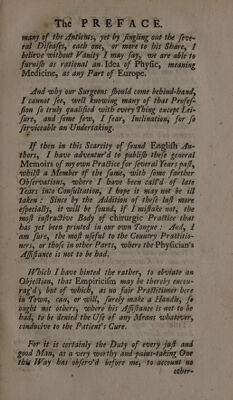 The PREFACE.
many of the Antients, yet by singling out the seve-
ral Diseases, each one, or more to his Share, I
believe without Vanity I may say, we are able to
furnish as rational an Idea of Physic, meaning
Medicine, as any Part of Europe.
And why our Surgeons should come behind-hand,
I cannot see, well knowing many of that Profes-
sion so truly qualified with every Thing except Lei-
sure, and some few, I fear, Inclination, for so
serviceable an Undertaking.
If then in this Scarcity of sound English Au-
thors, I have adventur'd to publish these general
Memoirs of my own Practice for several Years past,
whilst a Member of the same, with some farther
Observations, where I have been call'd of late
Years into Consultation, I hope it may not be ill
taken: Since by the Addition of these last more
especially, it will be found, if I mistake not, the
most instructive Body of chirurgic Practice that
has yet been printed in our own Tongue: And, I
am sure, the most useful to the Country Practitio-
ners, or those in other Parts, where the Physician's
Assistance is not to be had.
Which I have hinted the rather, to obviate an
Objection, that Empiricism may be thereby encou-
rag'd; but of which, as no fair Practitioner here
in Town, can, or will, surely make a Handle, so
ought not others, where his Assistance is not to be
had, to be denied the Use of any Means whatever,
conducive to the Patient's Cure.
For it is certainly the Duty of every just and
good Man, as a very worthy and pains-taking One
this Way has observ'd before me, to account no
other-